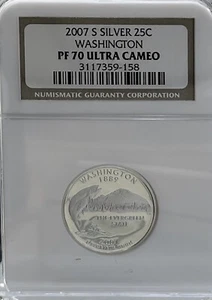 2007 S SILVER 25C
WASHINGTON
PF 70 ULTRA CAMEO
3117359-158
NUMISMATIC GUARANTY CORPORATION
WASHINGTON
1889
THE EVERGREEN
STATE